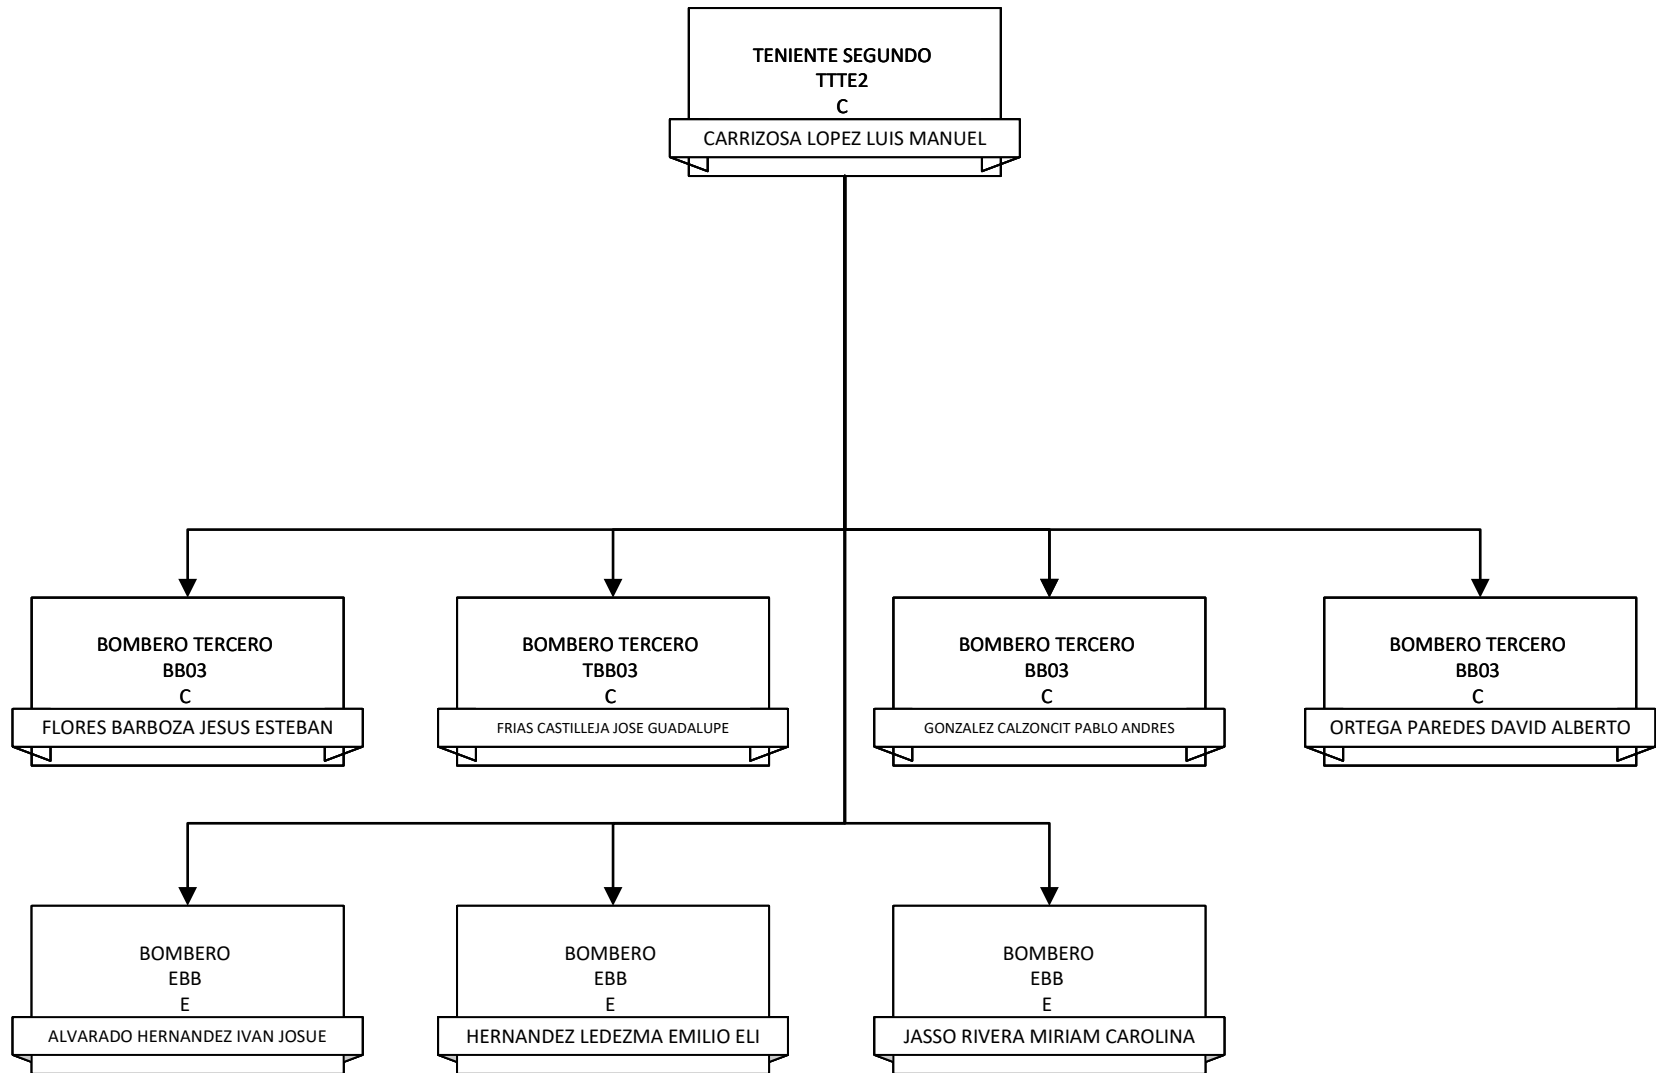 TENIENTE SEGUNDO
TTTE2
C
CARRIZOSA LOPEZ LUIS MANUEL
BOMBERO TERCERO
BB03
C
FLORES BARBOZA JESUS ESTEBAN
BOMBERO TERCERO
TBB03
C
FRIAS CASTILLEJA JOSE GUADALUPE
BOMBERO TERCERO
BB03
C
GONZALEZ CALZONCIT PABLO ANDRES
BOMBERO TERCERO
BB03
C
ORTEGA PAREDES DAVID ALBERTO
BOMBERO
EBB
E
ALVARADO HERNANDEZ IVAN JOSUE
BOMBERO
EBB
E
HERNANDEZ LEDEZMA EMILIO ELI
BOMBERO
EBB
E
JASSO RIVERA MIRIAM CAROLINA